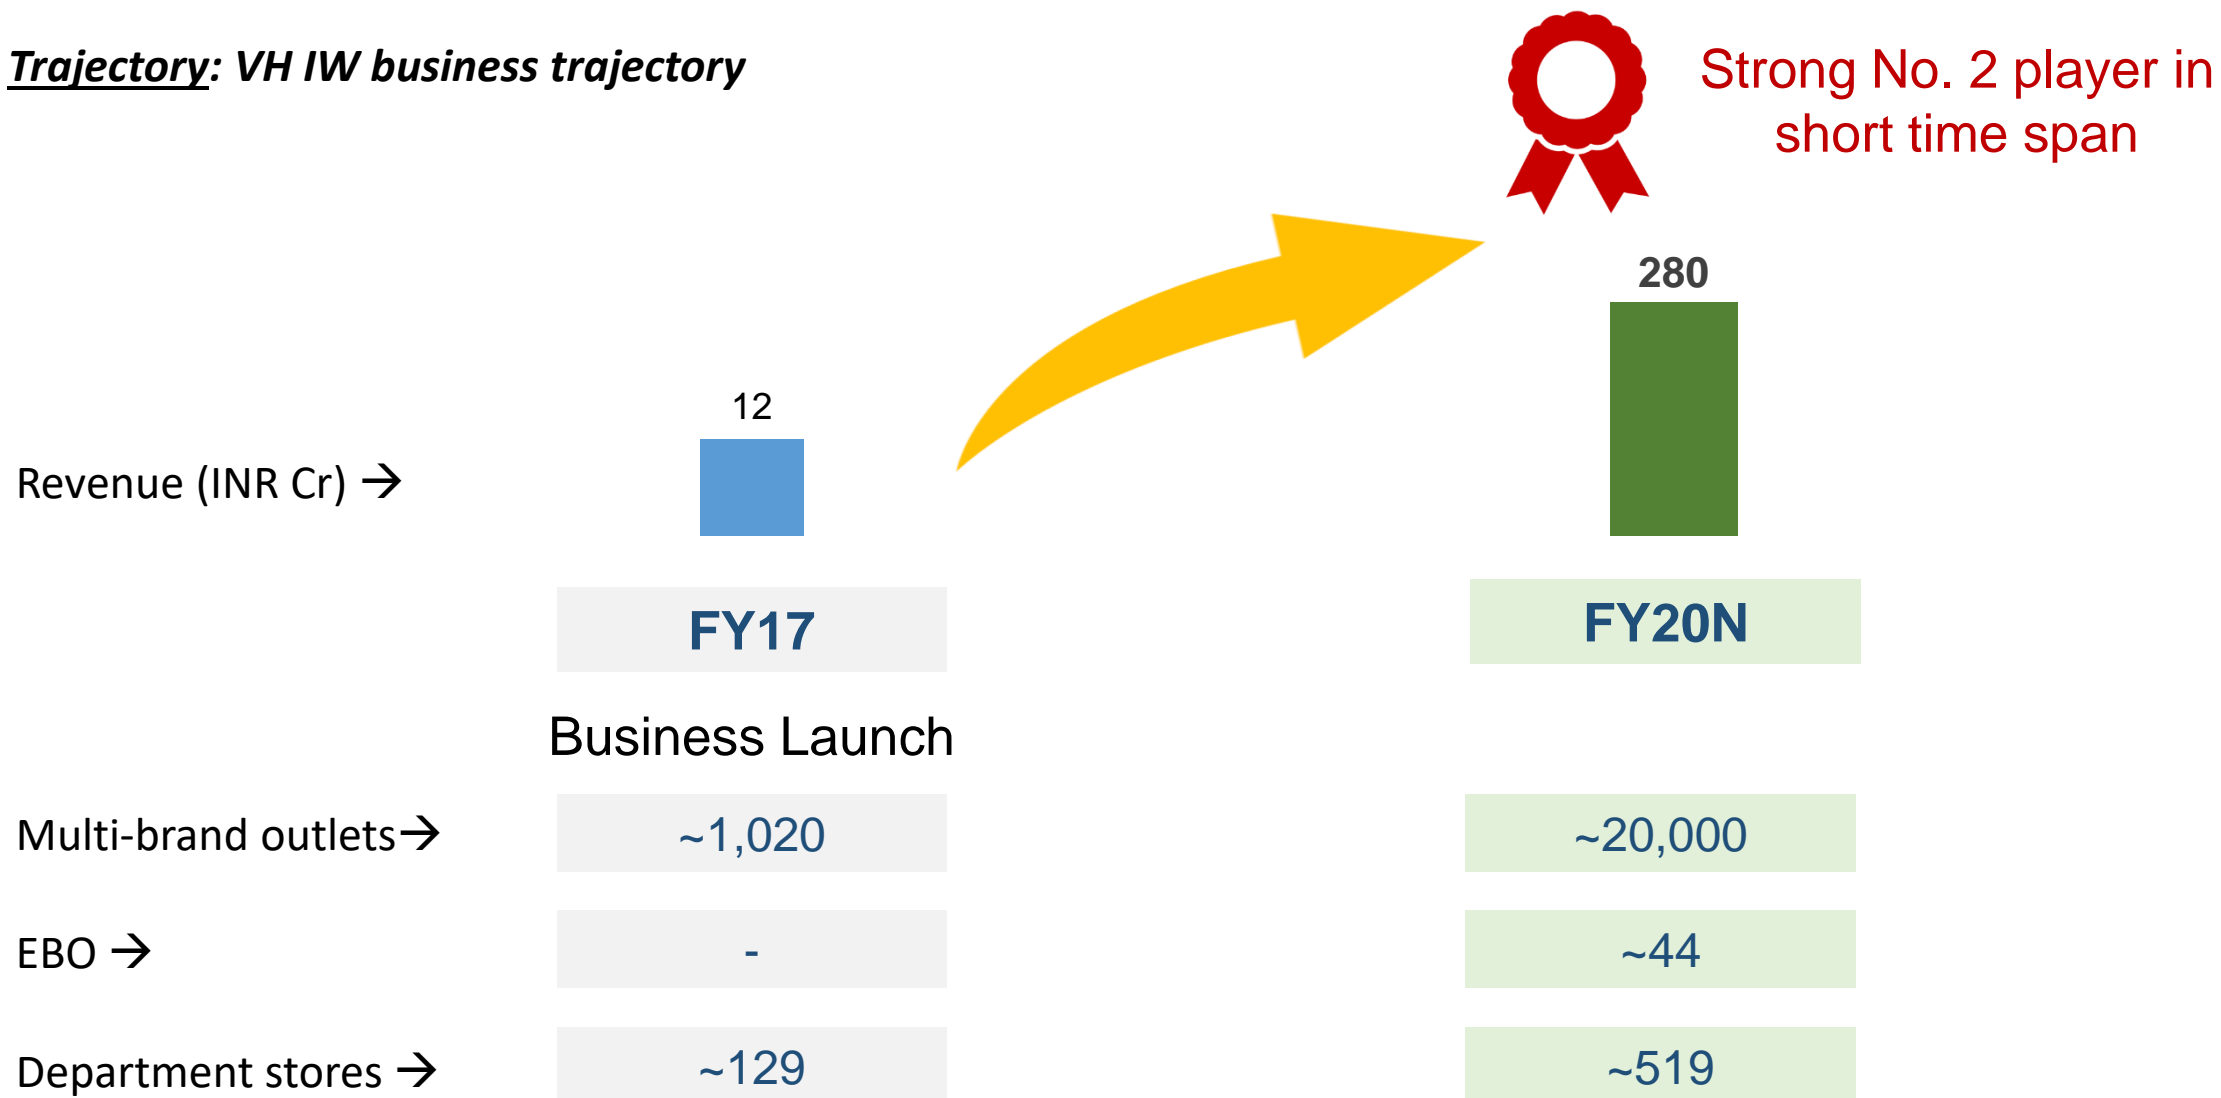 Trajectory: VH IW business trajectory
Strong No. 2 player in
short time span
280
12
Revenue (INR Cr) →
FY17
FY20N
Business Launch
Multi-brand outlets→
~1,020
~20,000
EBO →
-
~44
Department stores →
~129
~519